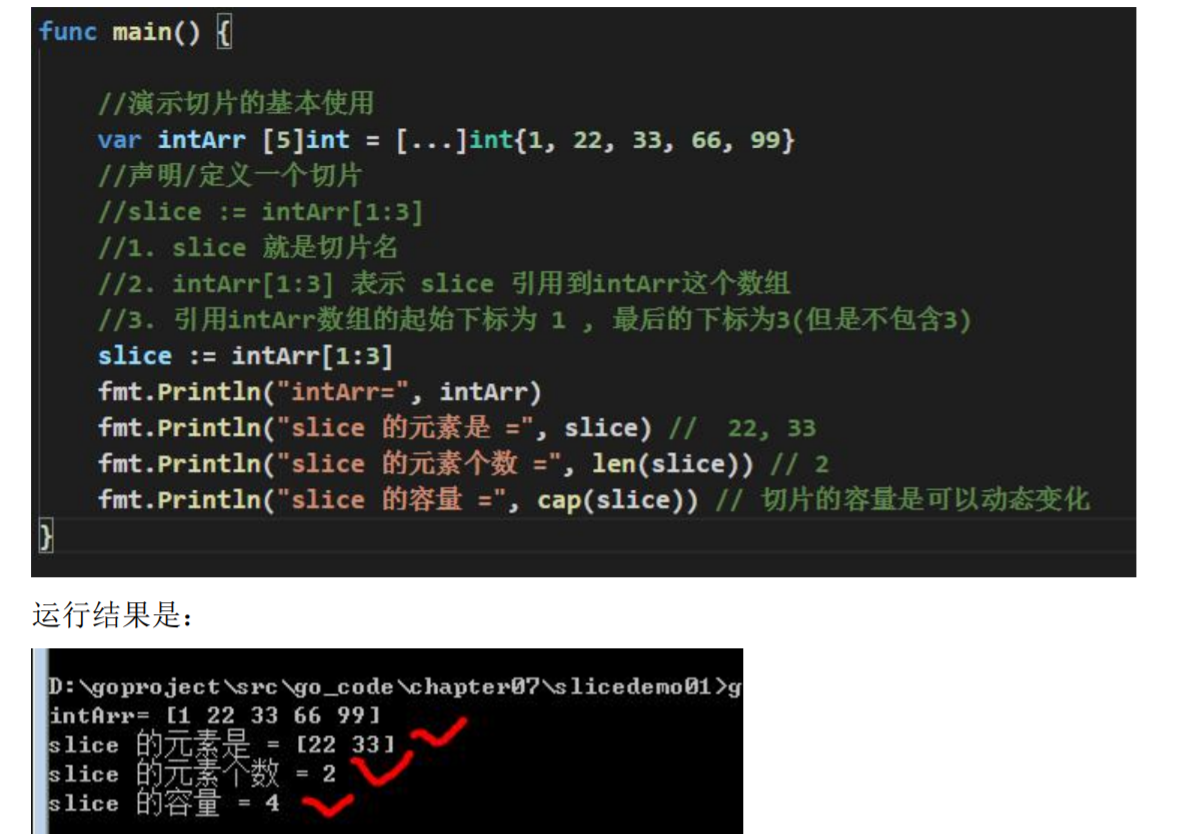 func main() {
//演示切片的基本使用
var intArr [5]int = [...]int{1, 22, 33, 66, 99}
//声明/定义一个切片
//slice := intArr[1:3]
//1. slice 就是切片名
//2. intArr[1:3] 表示 slice 引用到intArr这个数组
//3. 引用intArr数组的起始下标为 1 , 最后的下标为3(但是不包含3)
slice := intArr[1:3]
fmt.Println("intArr=", intArr)
fmt.Println("slice 的元素是 =", slice) //  22, 33
fmt.Println("slice 的元素个数 =", len(slice)) // 2
fmt.Println("slice 的容量 =", cap(slice)) // 切片的容量是可以动态变化
}
运行结果是：
D:\goproject\src\go_code\chapter07\slicedemo01>g
intArr= [1 22 33 66 99]
slice 的元素是 = [22 33]
slice 的元素个数 = 2
slice 的容量 = 4